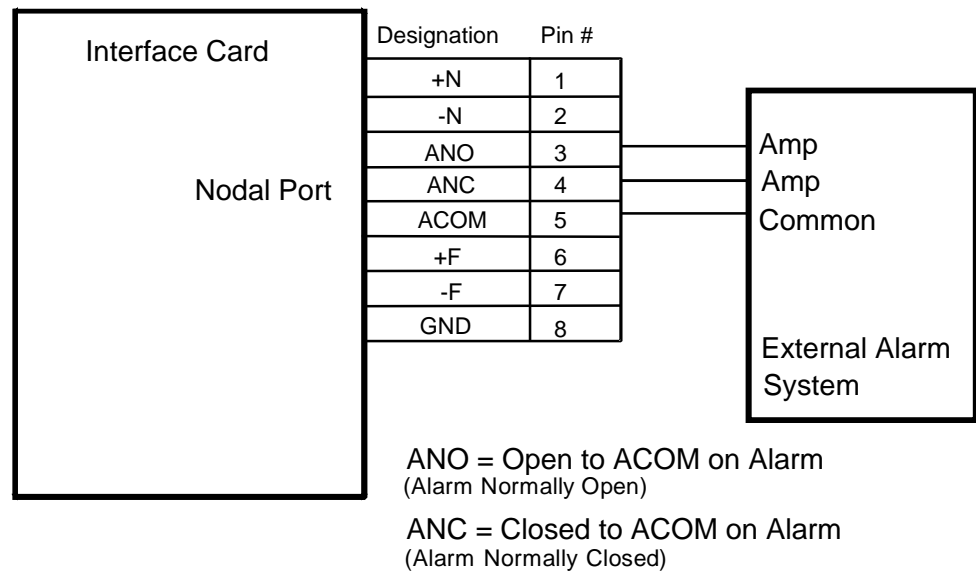 Interface Card
Designation Pin #
+N 1
-N 2
ANO 3
Nodal Port
ANC 4
ACOM 5
+F 6
-F 7
GND 8
Amp
Amp
Common
External Alarm
System
ANO = Open to ACOM on Alarm
(Alarm Normally Open)
ANC = Closed to ACOM on Alarm
(Alarm Normally Closed)